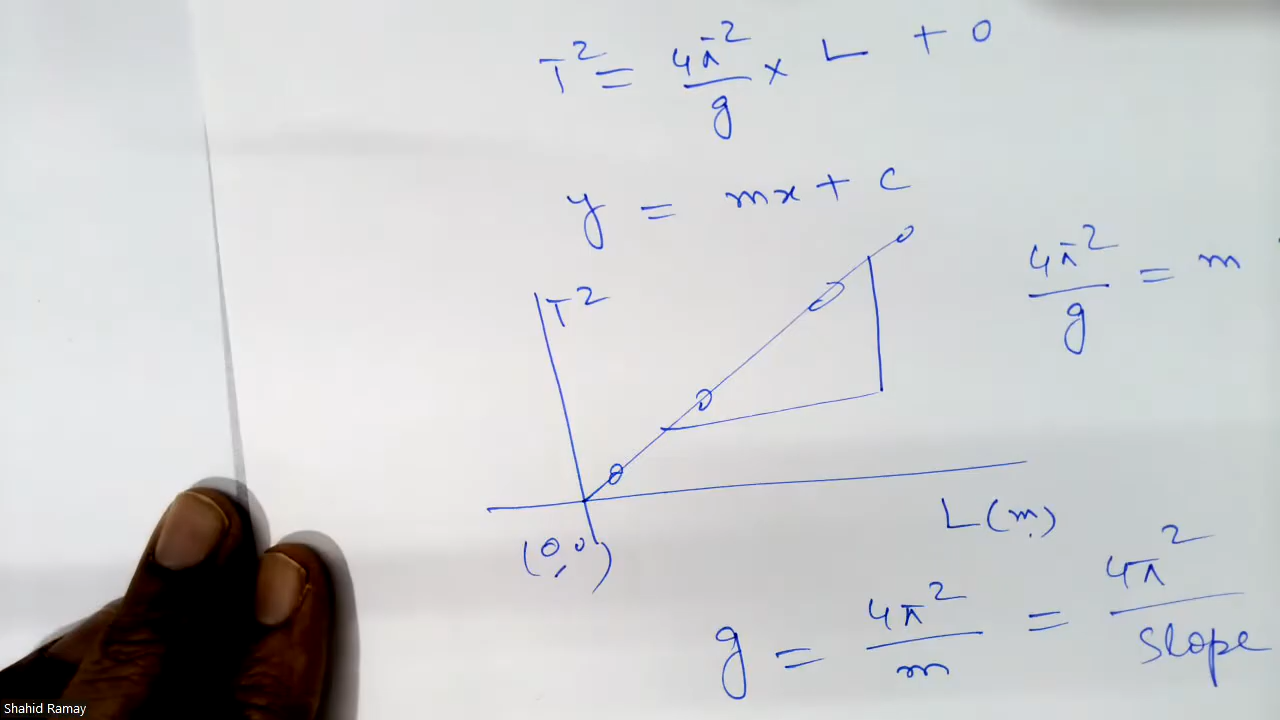 T² = 4π²/g × L + 0
y = mx + c
T²
4π²/g = m
L(m)
(0,0)
g = 4π²/m = 4π²/slope
Shahid Ramay